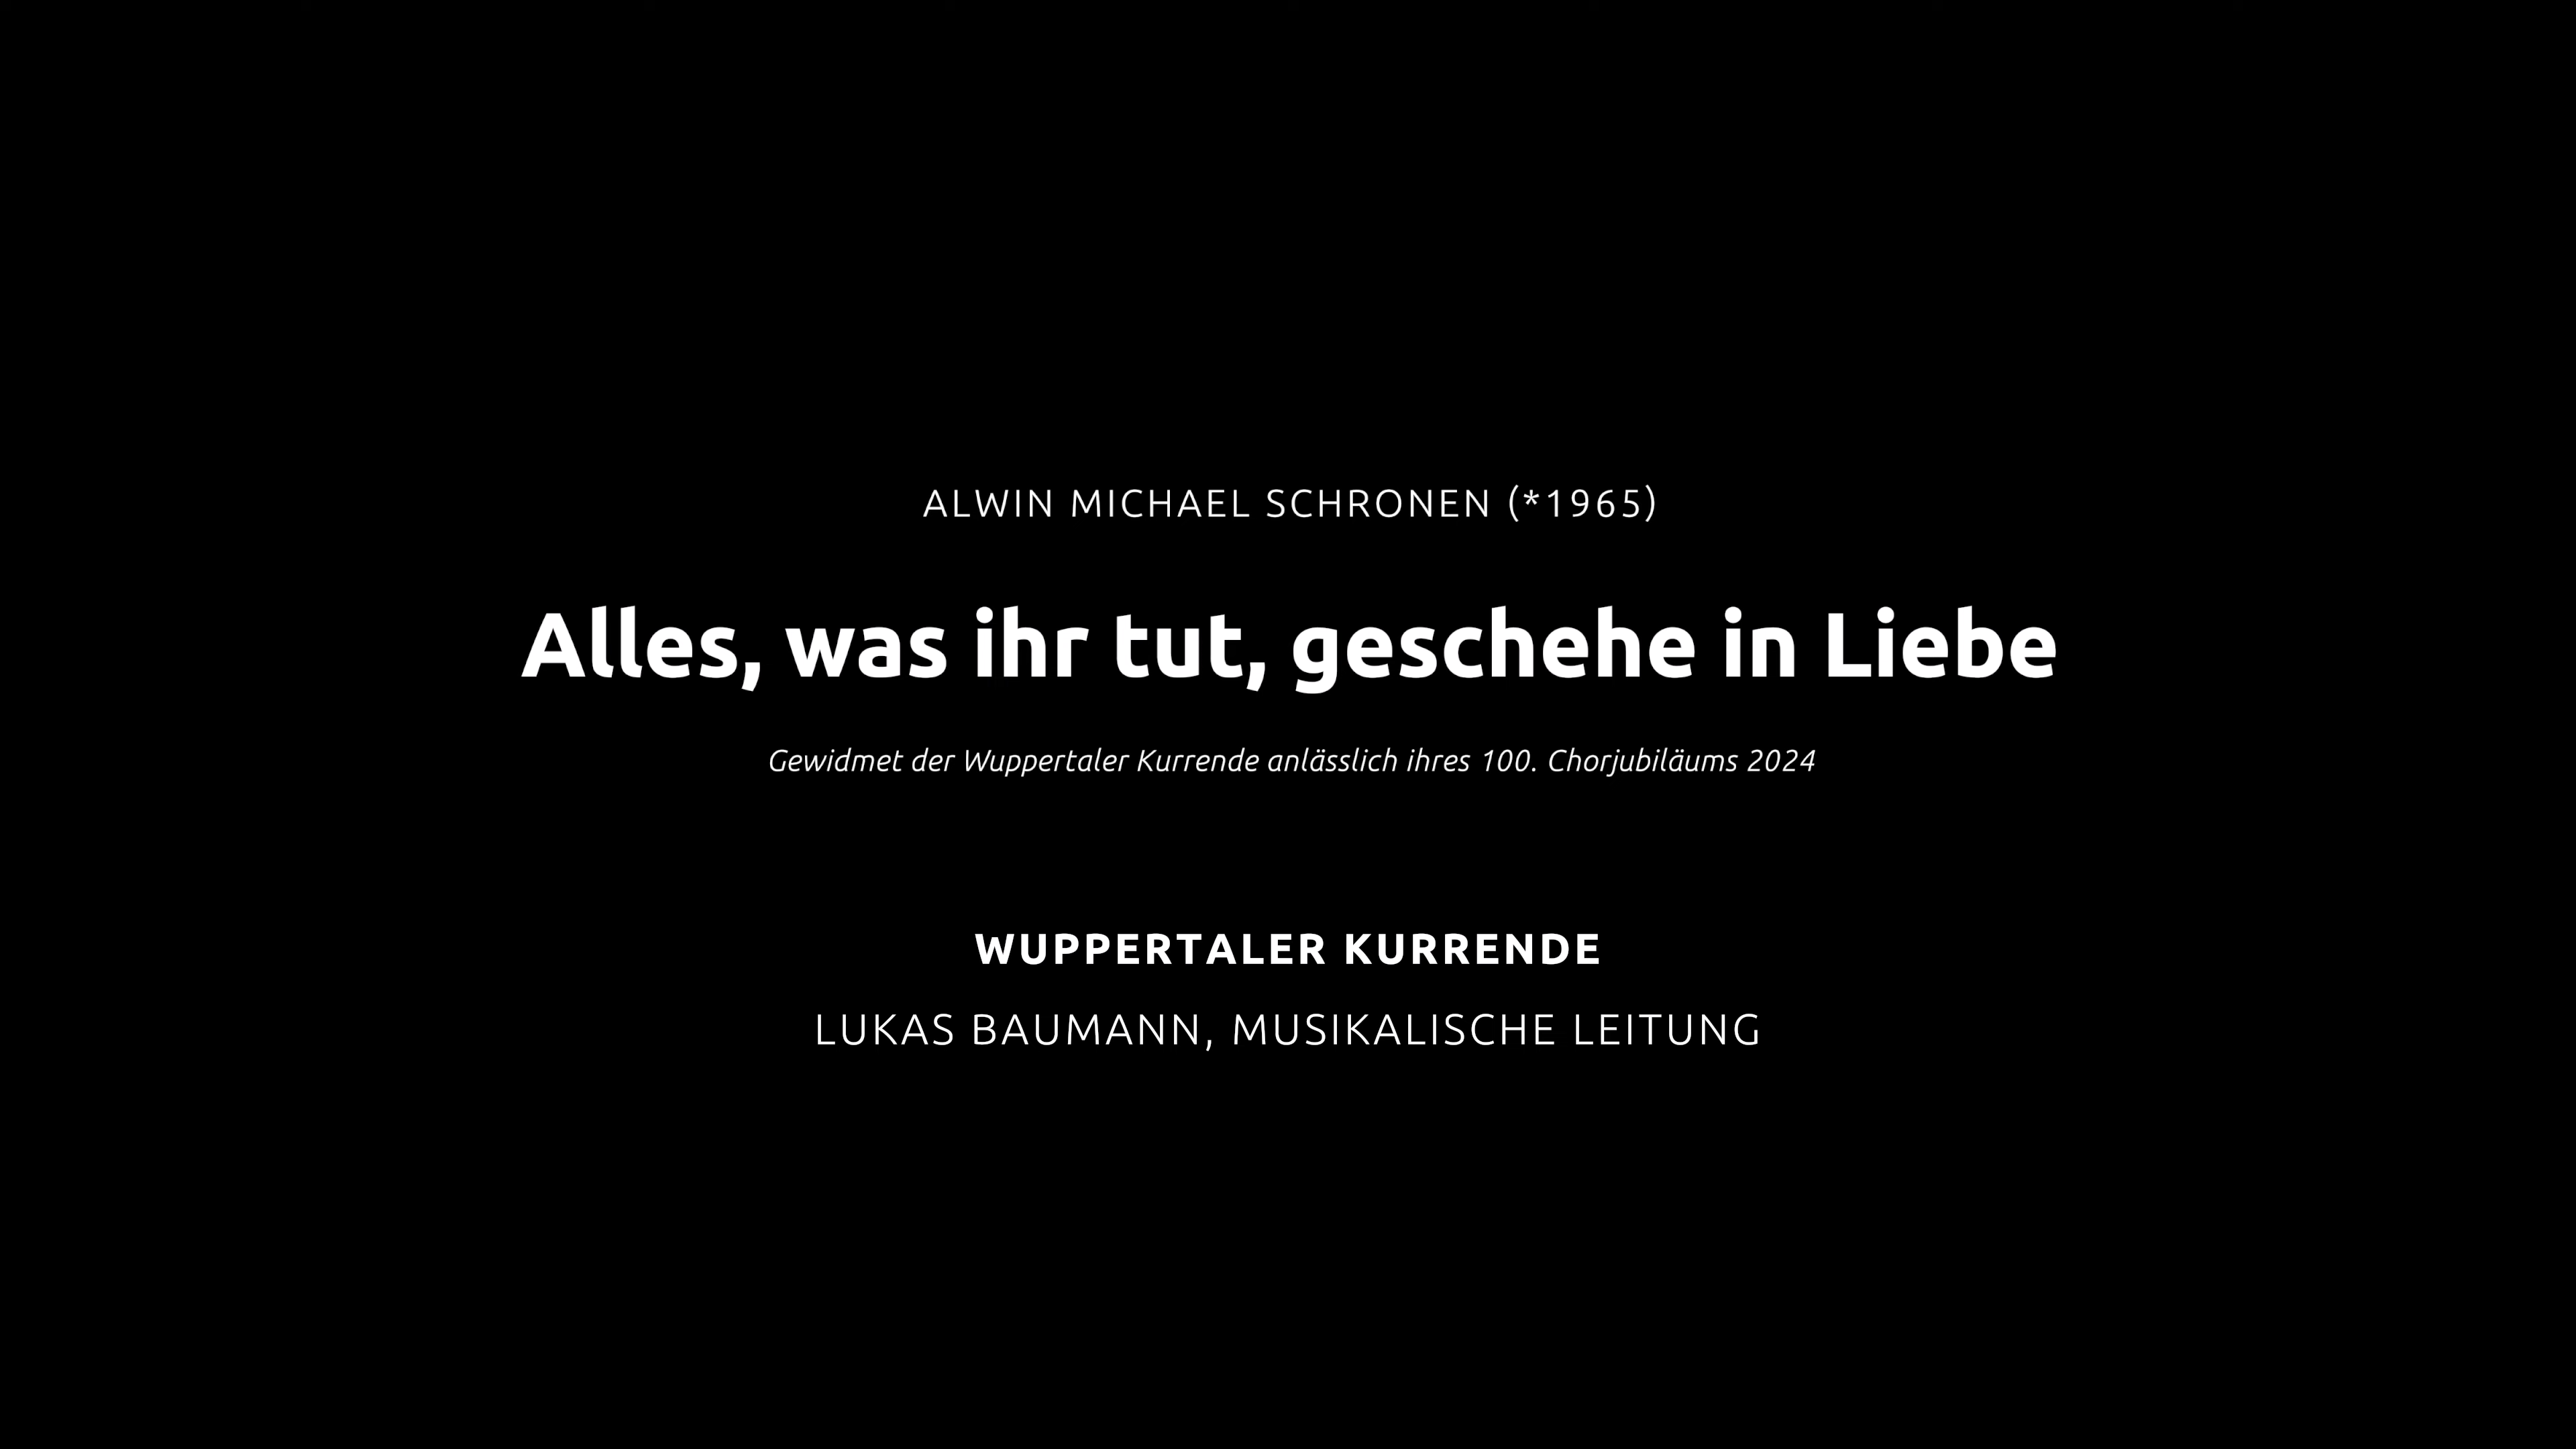 ALWIN MICHAEL SCHRONEN (*1965)
Alles, was ihr tut, geschehe in Liebe
Gewidmet der Wuppertaler Kurrende anlässlich ihres 100. Chorjubiläums 2024
WUPPERTALER KURRENDE
LUKAS BAUMANN, MUSIKALISCHE LEITUNG